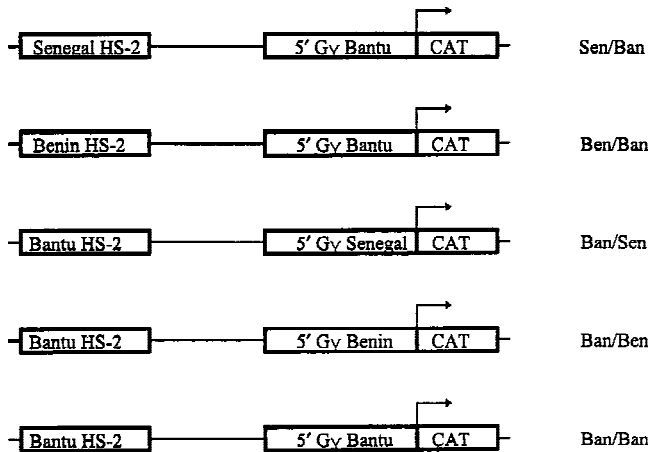 Senegal HS-2 5′ Gγ Bantu CAT Sen/Ban
Benin HS-2 5′ Gγ Bantu CAT Ben/Ban
Bantu HS-2 5′ Gγ Senegal CAT Ban/Sen
Bantu HS-2 5′ Gγ Benin CAT Ban/Ben
Bantu HS-2 5′ Gγ Bantu CAT Ban/Ban